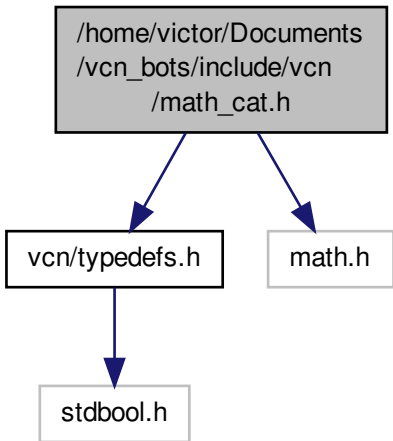 /home/victor/Documents
/vcn_bots/include/vcn
/math_cat.h
vcn/typedefs.h
math.h
stdbool.h